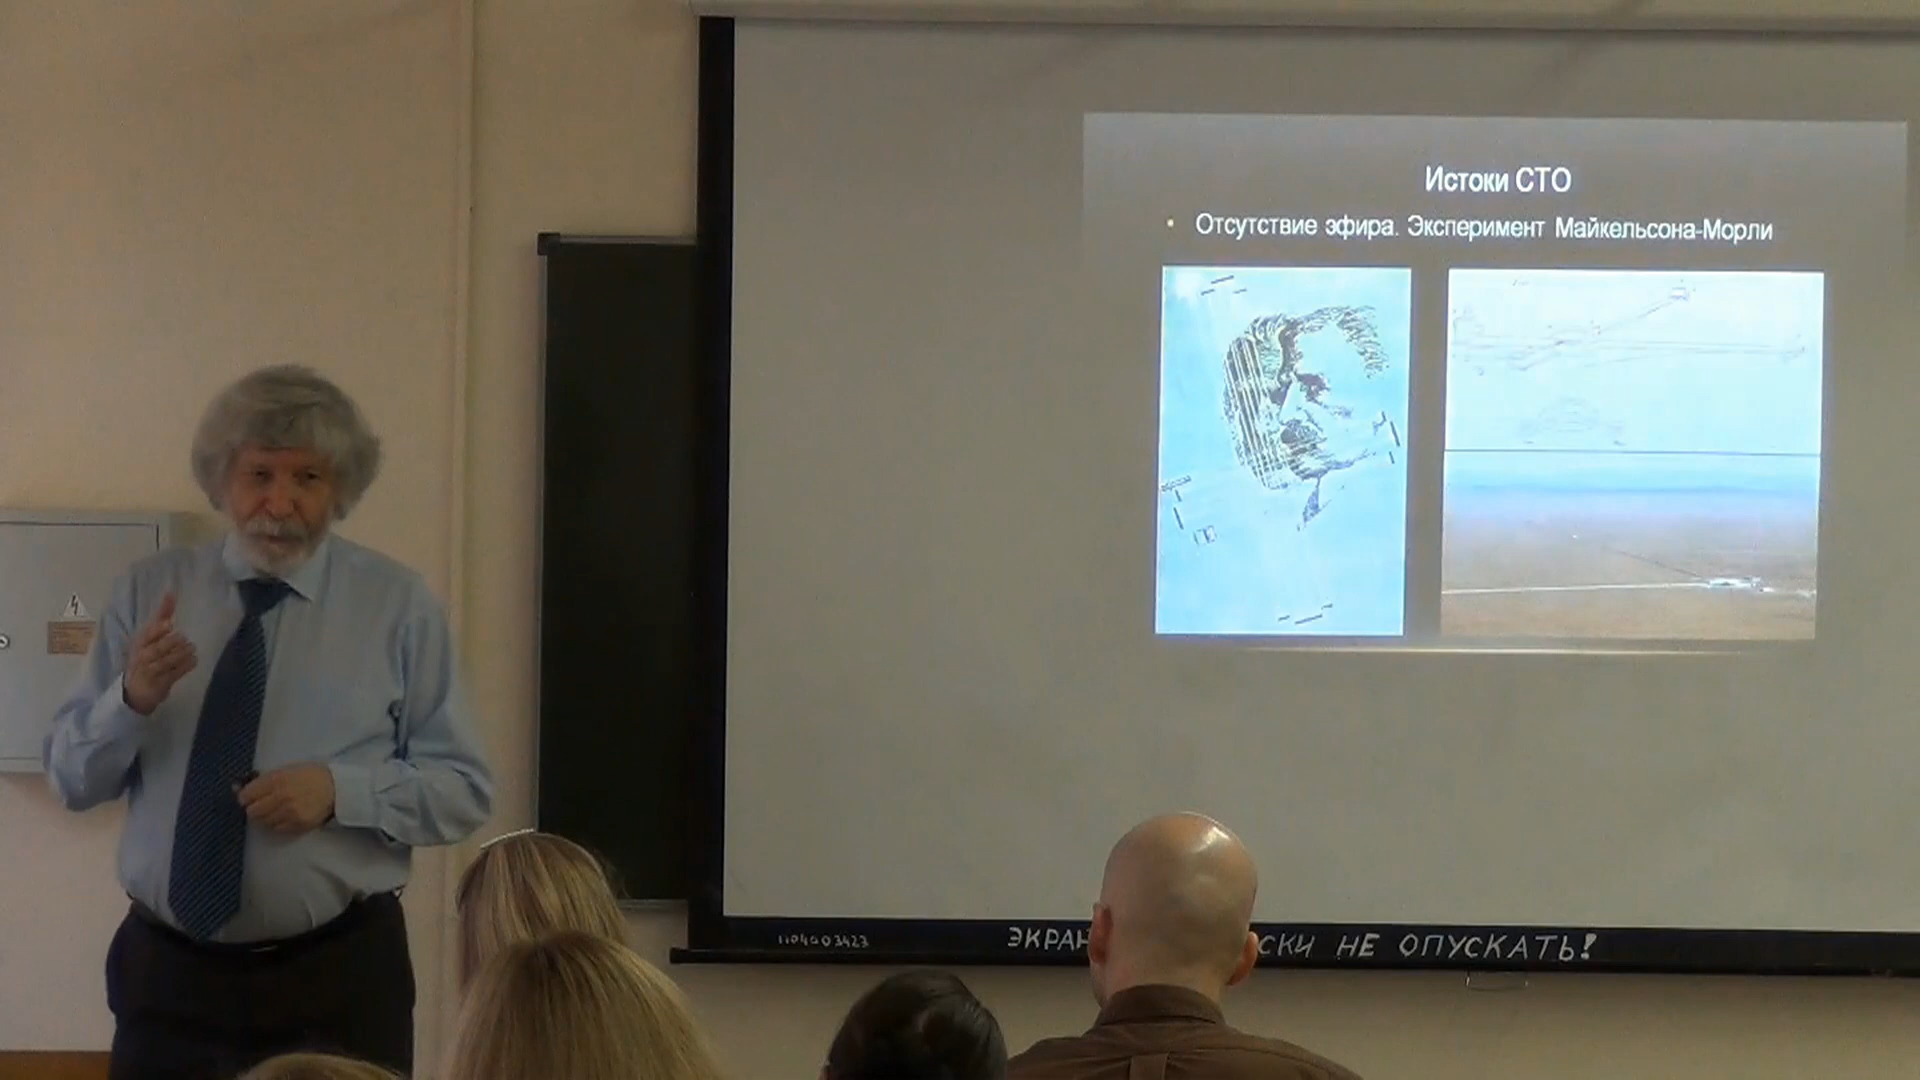 Истоки СТО
• Отсутствие эфира. Эксперимент Майкельсона-Морли
1104003423
ЭКРАН СКИ НЕ ОПУСКАТЬ!